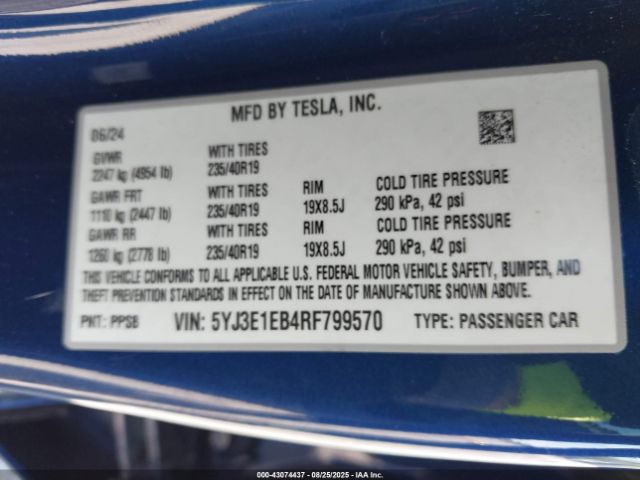 MFD BY TESLA, INC.
06/24
GVWR WITH TIRES
2247 kg (4954 lb) 235/40R19
GAWR FRT WITH TIRES RIM COLD TIRE PRESSURE
1110 kg (2447 lb) 235/40R19 19X8.5J 290 kPa, 42 psi
GAWR RR WITH TIRES RIM COLD TIRE PRESSURE
1260 kg (2778 lb) 235/40R19 19X8.5J 290 kPa, 42 psi
THIS VEHICLE CONFORMS TO ALL APPLICABLE U.S. FEDERAL MOTOR VEHICLE SAFETY, BUMPER, AND
THEFT PREVENTION STANDARDS IN EFFECT ON THE DATE OF MANUFACTURE SHOWN ABOVE.
PNT: PPSB VIN: 5YJ3E1EB4RF799570 TYPE: PASSENGER CAR
000-43074437 - 08/25/2025 - IAA Inc.